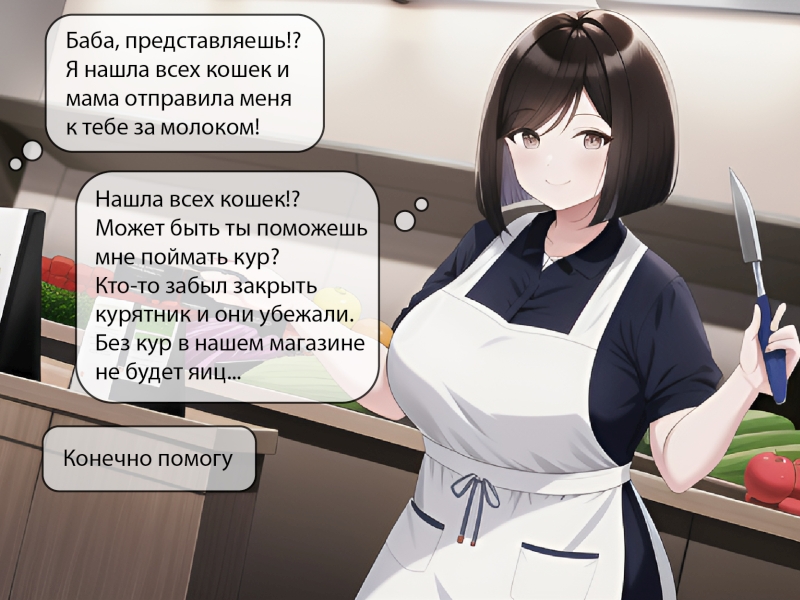 Баба, представляешь!?
Я нашла всех кошек и
мама отправила меня
к тебе за молоком!
Нашла всех кошек!?
Может быть ты поможешь
мне поймать кур?
Кто-то забыл закрыть
курятник и они убежали.
Без кур в нашем магазине
не будет яиц...
Конечно помогу